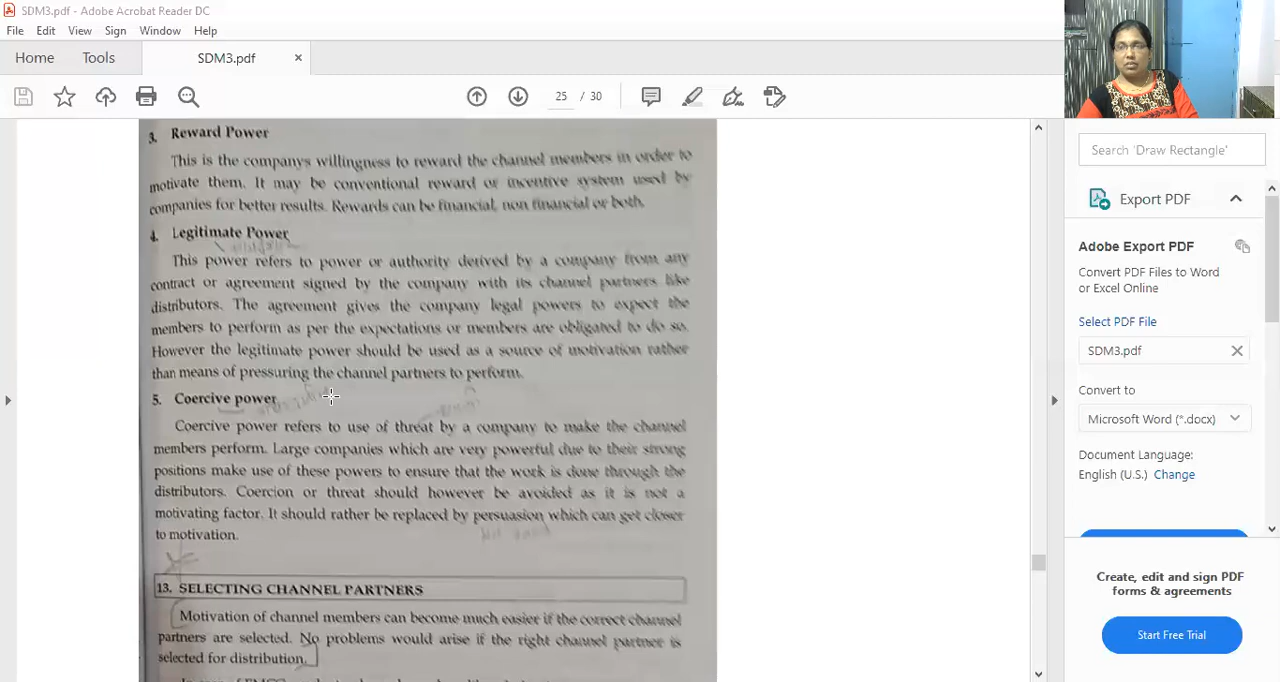 SDM3.pdf - Adobe Acrobat Reader DC
File Edit View Sign Window Help
Home Tools SDM3.pdf ×
25 / 30
3. Reward Power
This is the companys willingness to reward the channel members in order to
motivate them. It may be conventional reward or incentive system used by
companies for better results. Rewards can be financial, non financial or both.
4. Legitimate Power
This power refers to power or authority derived by a company from any
contract or agreement signed by the company with its channel partners like
distributors. The agreement gives the company legal powers to expect the
members to perform as per the expectations or members are obligated to do so.
However the legitimate power should be used as a source of motivation rather
than means of pressuring the channel partners to perform.
5. Coercive power
Coercive power refers to use of threat by a company to make the channel
members perform. Large companies which are very powerful due to their strong
positions make use of these powers to ensure that the work is done through the
distributors. Coercion or threat should however be avoided as it is not a
motivating factor. It should rather be replaced by persuasion which can get closer
to motivation.
13. SELECTING CHANNEL PARTNERS
Motivation of channel members can become much easier if the correct channel
partners are selected. No problems would arise if the right channel partner is
selected for distribution.
Search 'Draw Rectangle'
Export PDF
Adobe Export PDF
Convert PDF Files to Word
or Excel Online
Select PDF File
SDM3.pdf
Convert to
Microsoft Word (*.docx)
Document Language:
English (U.S.) Change
Create, edit and sign PDF
forms & agreements
Start Free Trial